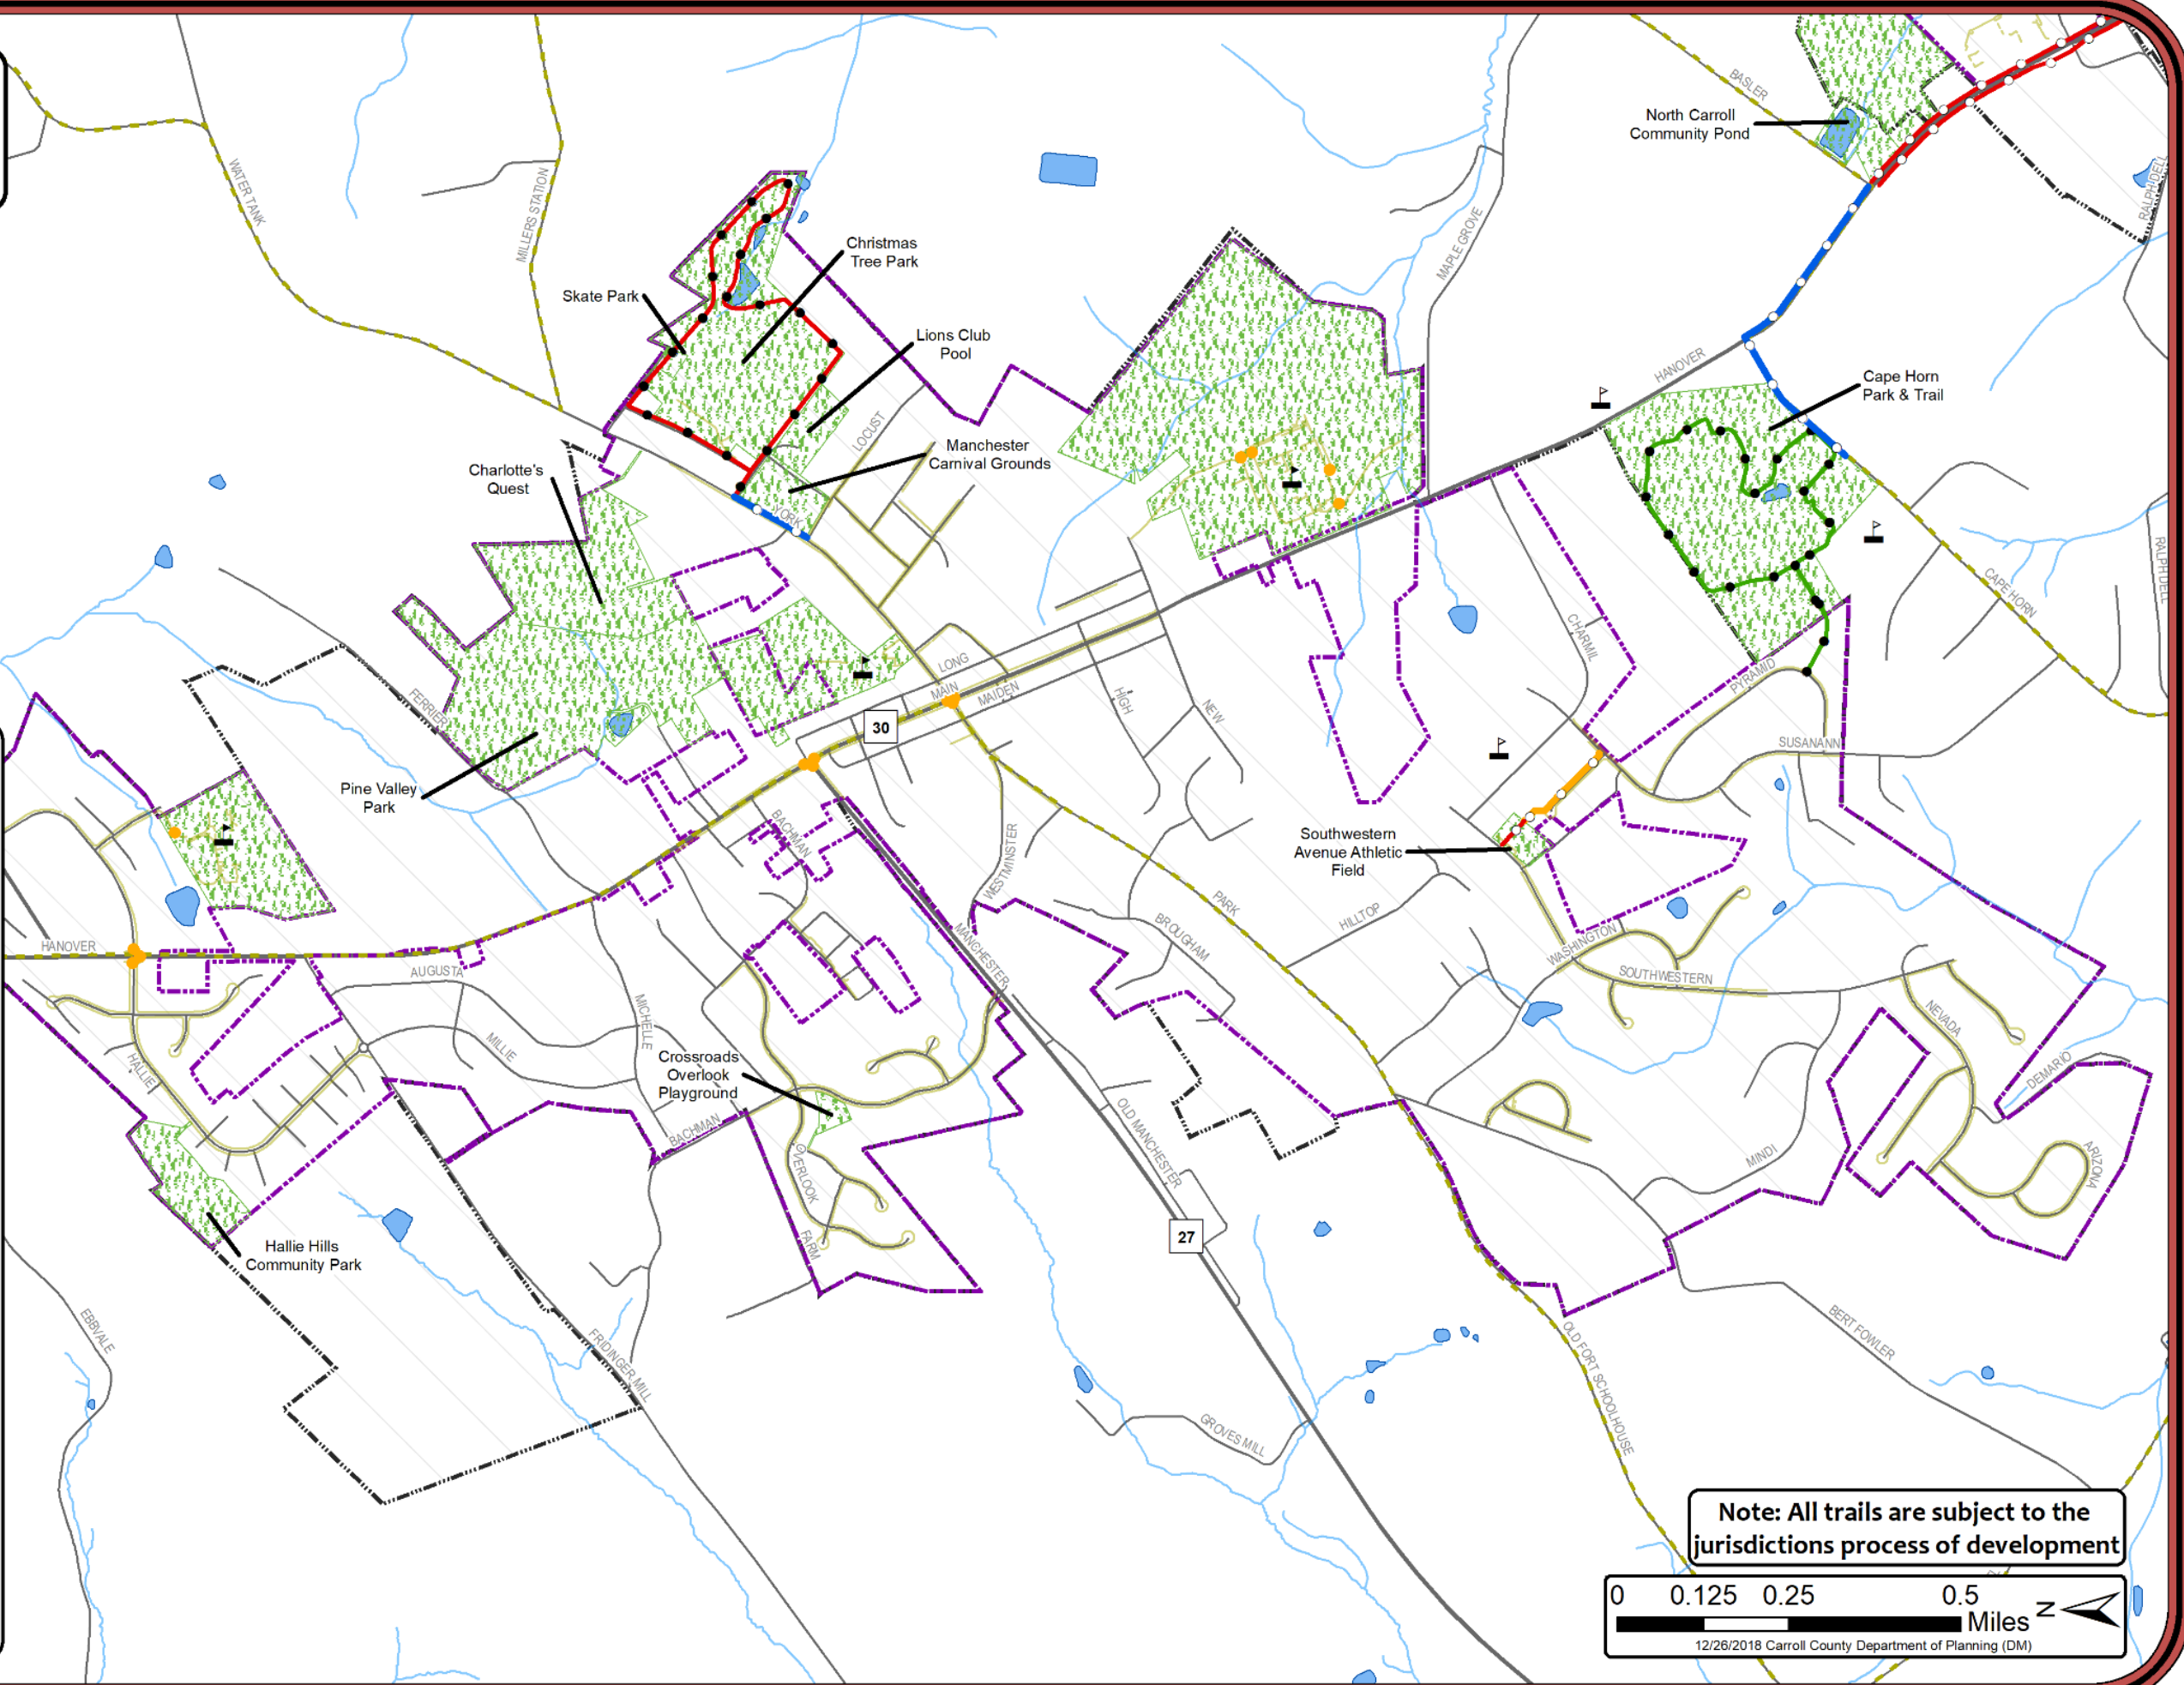 BASLER
North Carroll
Community Pond
RALPH DELL
WATER TANK
MILLERS STATION
MAPLE GROVE
Christmas
Tree Park
Skate Park
Lions Club
Pool
HANOVER
Cape Horn
Park & Trail
LOCUST
Manchester
Carnival Grounds
Charlotte's
Quest
YORK
RALPH DELL
CAPE HORN
CHARMIL
LONG
MAIN
MAIDEN
HIGH
NEW
PYRAMID
FERRIER
30
SUSANANN
Pine Valley
Park
BACHMAN
WESTMINSTER
Southwestern
Avenue Athletic
Field
PARK
HILLTOP
BROUGHAM
WASHINGTON
HANOVER
AUGUSTA
MANCHESTER
SOUTHWESTERN
MICHELLE
NEVADA
MILLIE
HALLIE
Crossroads
Overlook
Playground
DEMARIO
BACHMAN
OLD MANCHESTER
OVERLOOK
MINDI
ARIZONA
FARM
27
Hallie Hills
Community Park
EBBVALE
FRIDINGER MILL
BERT FOWLER
OLD FORT SCHOOLHOUSE
GROVES MILL
Note: All trails are subject to the
jurisdictions process of development
0 0.125 0.25 0.5
Miles
N
12/26/2018 Carroll County Department of Planning (DM)